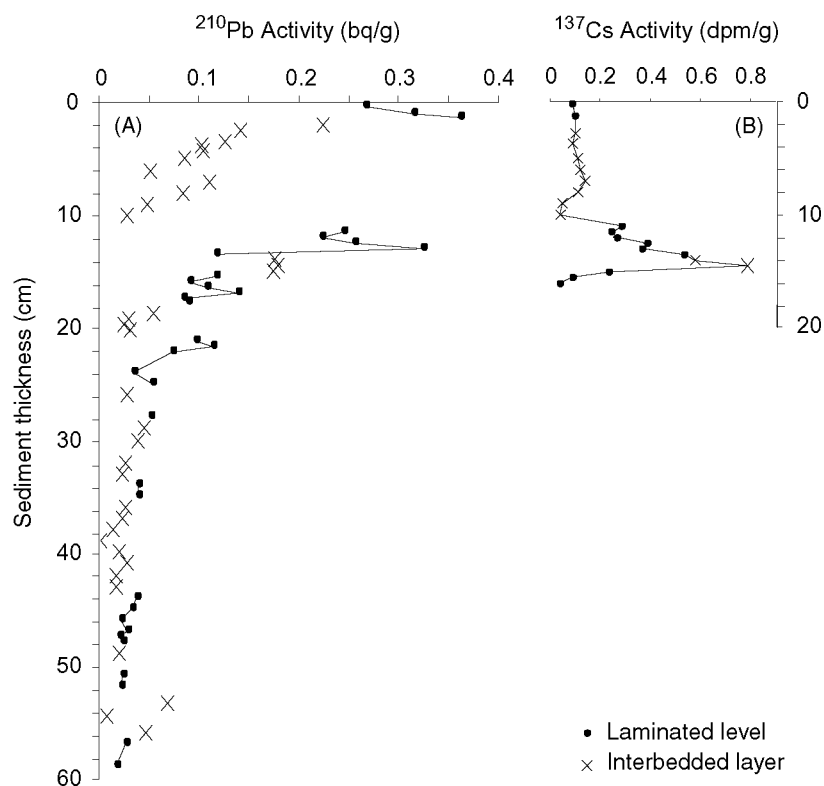 ²¹⁰Pb Activity (bq/g)
¹³⁷Cs Activity (dpm/g)
0 0.1 0.2 0.3 0.4
0 0.2 0.4 0.6 0.8
0
(A)
(B)
0
10
10
20
20
30
40
50
60
Sediment thickness (cm)
Laminated level
Interbedded layer